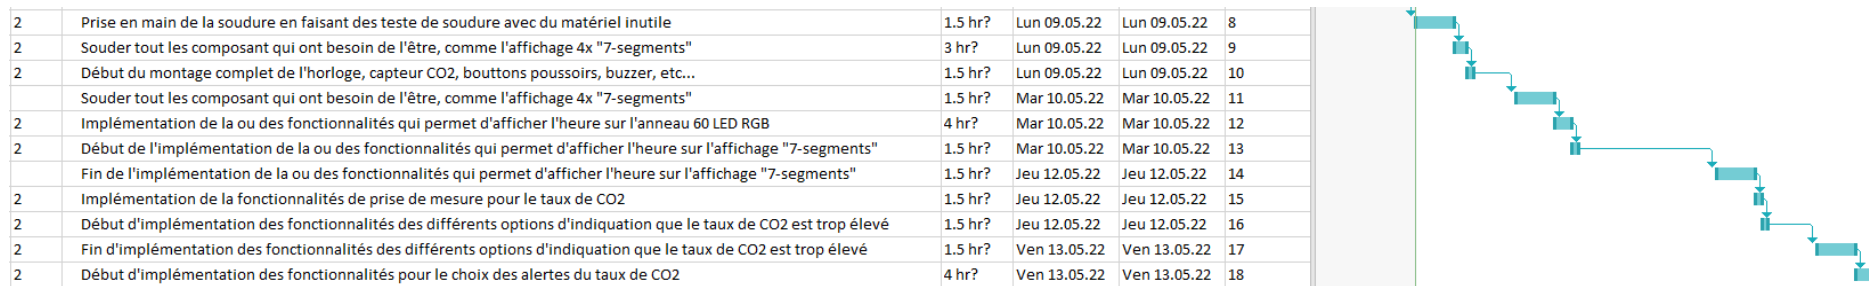 2 Prise en main de la soudure en faisant des teste de soudure avec du matériel inutile 1.5 hr? Lun 09.05.22 Lun 09.05.22 8
2 Souder tout les composant qui ont besoin de l'être, comme l'affichage 4x "7-segments" 3 hr? Lun 09.05.22 Lun 09.05.22 9
2 Début du montage complet de l'horloge, capteur CO2, bouttons poussoirs, buzzer, etc... 1.5 hr? Lun 09.05.22 Lun 09.05.22 10
Souder tout les composant qui ont besoin de l'être, comme l'affichage 4x "7-segments" 1.5 hr? Mar 10.05.22 Mar 10.05.22 11
2 Implémentation de la ou des fonctionnalités qui permet d'afficher l'heure sur l'anneau 60 LED RGB 4 hr? Mar 10.05.22 Mar 10.05.22 12
2 Début de l'implémentation de la ou des fonctionnalités qui permet d'afficher l'heure sur l'affichage "7-segments" 1.5 hr? Mar 10.05.22 Mar 10.05.22 13
Fin de l'implémentation de la ou des fonctionnalités qui permet d'afficher l'heure sur l'affichage "7-segments" 1.5 hr? Jeu 12.05.22 Jeu 12.05.22 14
2 Implémentation de la fonctionnalités de prise de mesure pour le taux de CO2 1.5 hr? Jeu 12.05.22 Jeu 12.05.22 15
2 Début d'implémentation des fonctionnalités des différents options d'indiquation que le taux de CO2 est trop élevé 1.5 hr? Jeu 12.05.22 Jeu 12.05.22 16
2 Fin d'implémentation des fonctionnalités des différents options d'indiquation que le taux de CO2 est trop élevé 1.5 hr? Ven 13.05.22 Ven 13.05.22 17
2 Début d'implémentation des fonctionnalités pour le choix des alertes du taux de CO2 4 hr? Ven 13.05.22 Ven 13.05.22 18